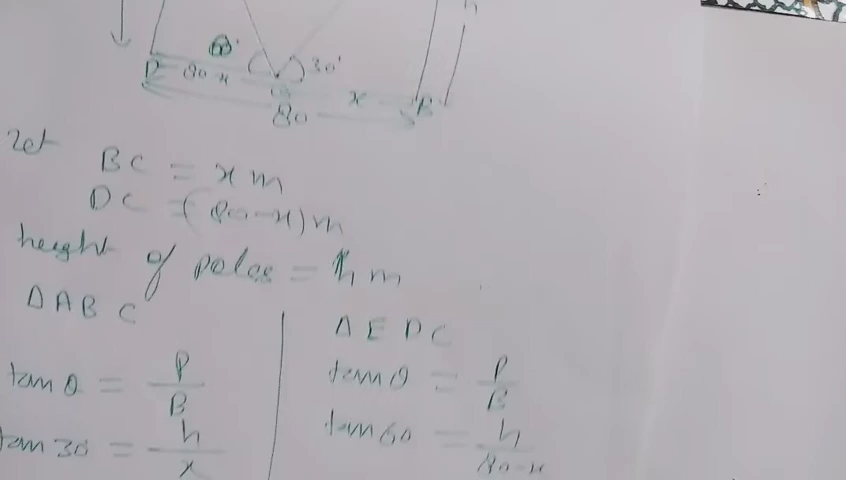 h
D 80-x 30°
80 x B
Let
BC = x m
DC = (80-x)m
height of poles = h m
ΔABC
ΔEDC
tan θ = P/B
tan θ = P/B
tan 30 = h/x
tan 60 = h/80-x